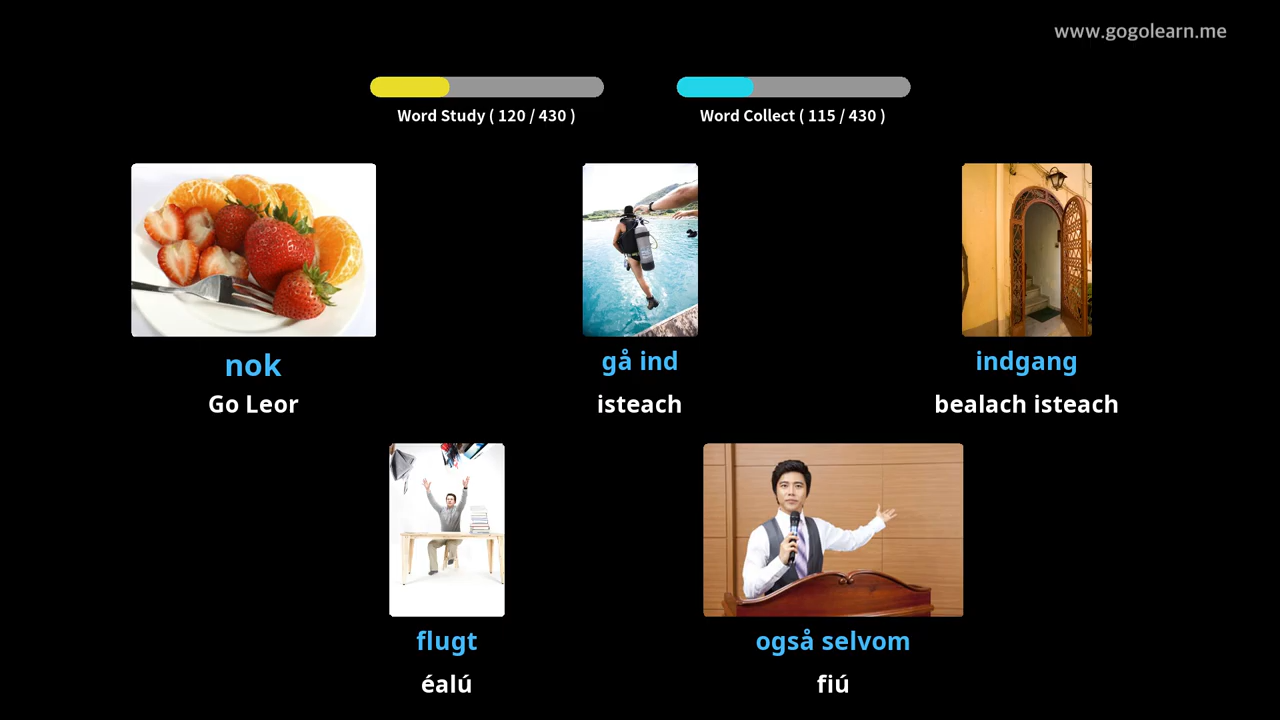 www.gogolearn.me
Word Study ( 120 / 430 )
Word Collect ( 115 / 430 )
nok
Go Leor
gå ind
isteach
indgang
bealach isteach
flugt
éalú
også selvom
fiú